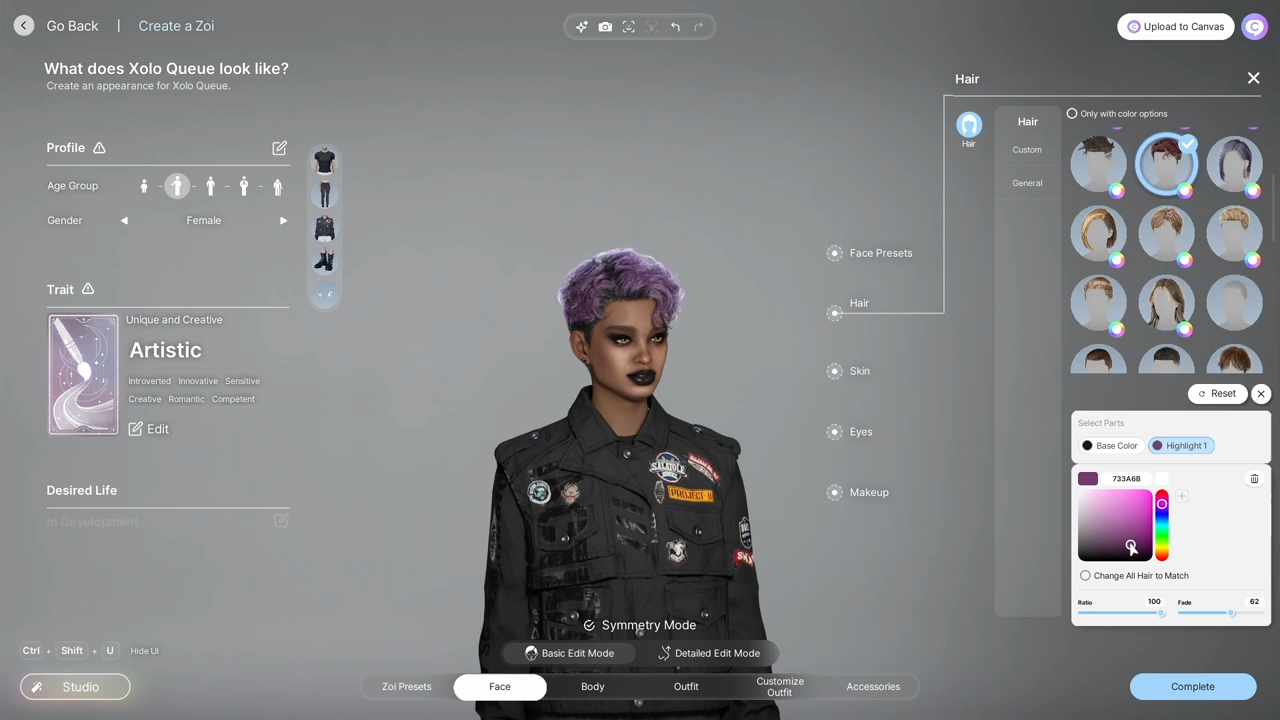 Go Back | Create a Zoi
Upload to Canvas
What does Xolo Queue look like?
Create an appearance for Xolo Queue.
Profile
Age Group
Gender
Female
Trait
Unique and Creative
Artistic
Introverted Innovative Sensitive
Creative Romantic Competent
Edit
Desired Life
In Development
Ctrl + Shift + U Hide UI
Studio
PROJECT-B
Symmetry Mode
Basic Edit Mode
Detailed Edit Mode
Zoi Presets
Face
Body
Outfit
Customize
Outfit
Accessories
Face Presets
Hair
Skin
Eyes
Makeup
Hair
Hair
Hair
Custom
General
Only with color options
Reset
Select Parts
Base Color
Highlight 1
733A6B
Change All Hair to Match
Ratio 100
Fade 62
Complete